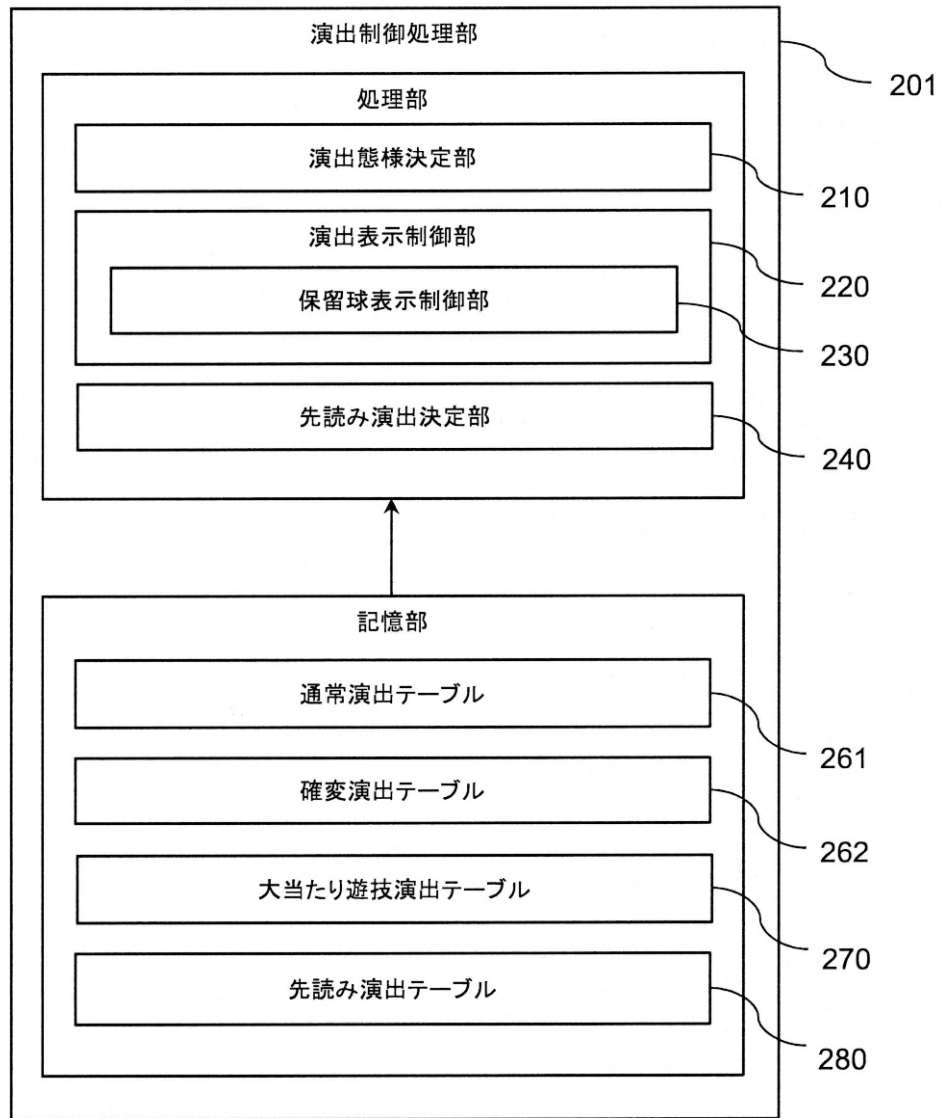 演出制御処理部
201
処理部
演出態様決定部
210
演出表示制御部
220
保留球表示制御部
230
先読み演出決定部
240
記憶部
通常演出テーブル
261
確変演出テーブル
262
大当たり遊技演出テーブル
270
先読み演出テーブル
280